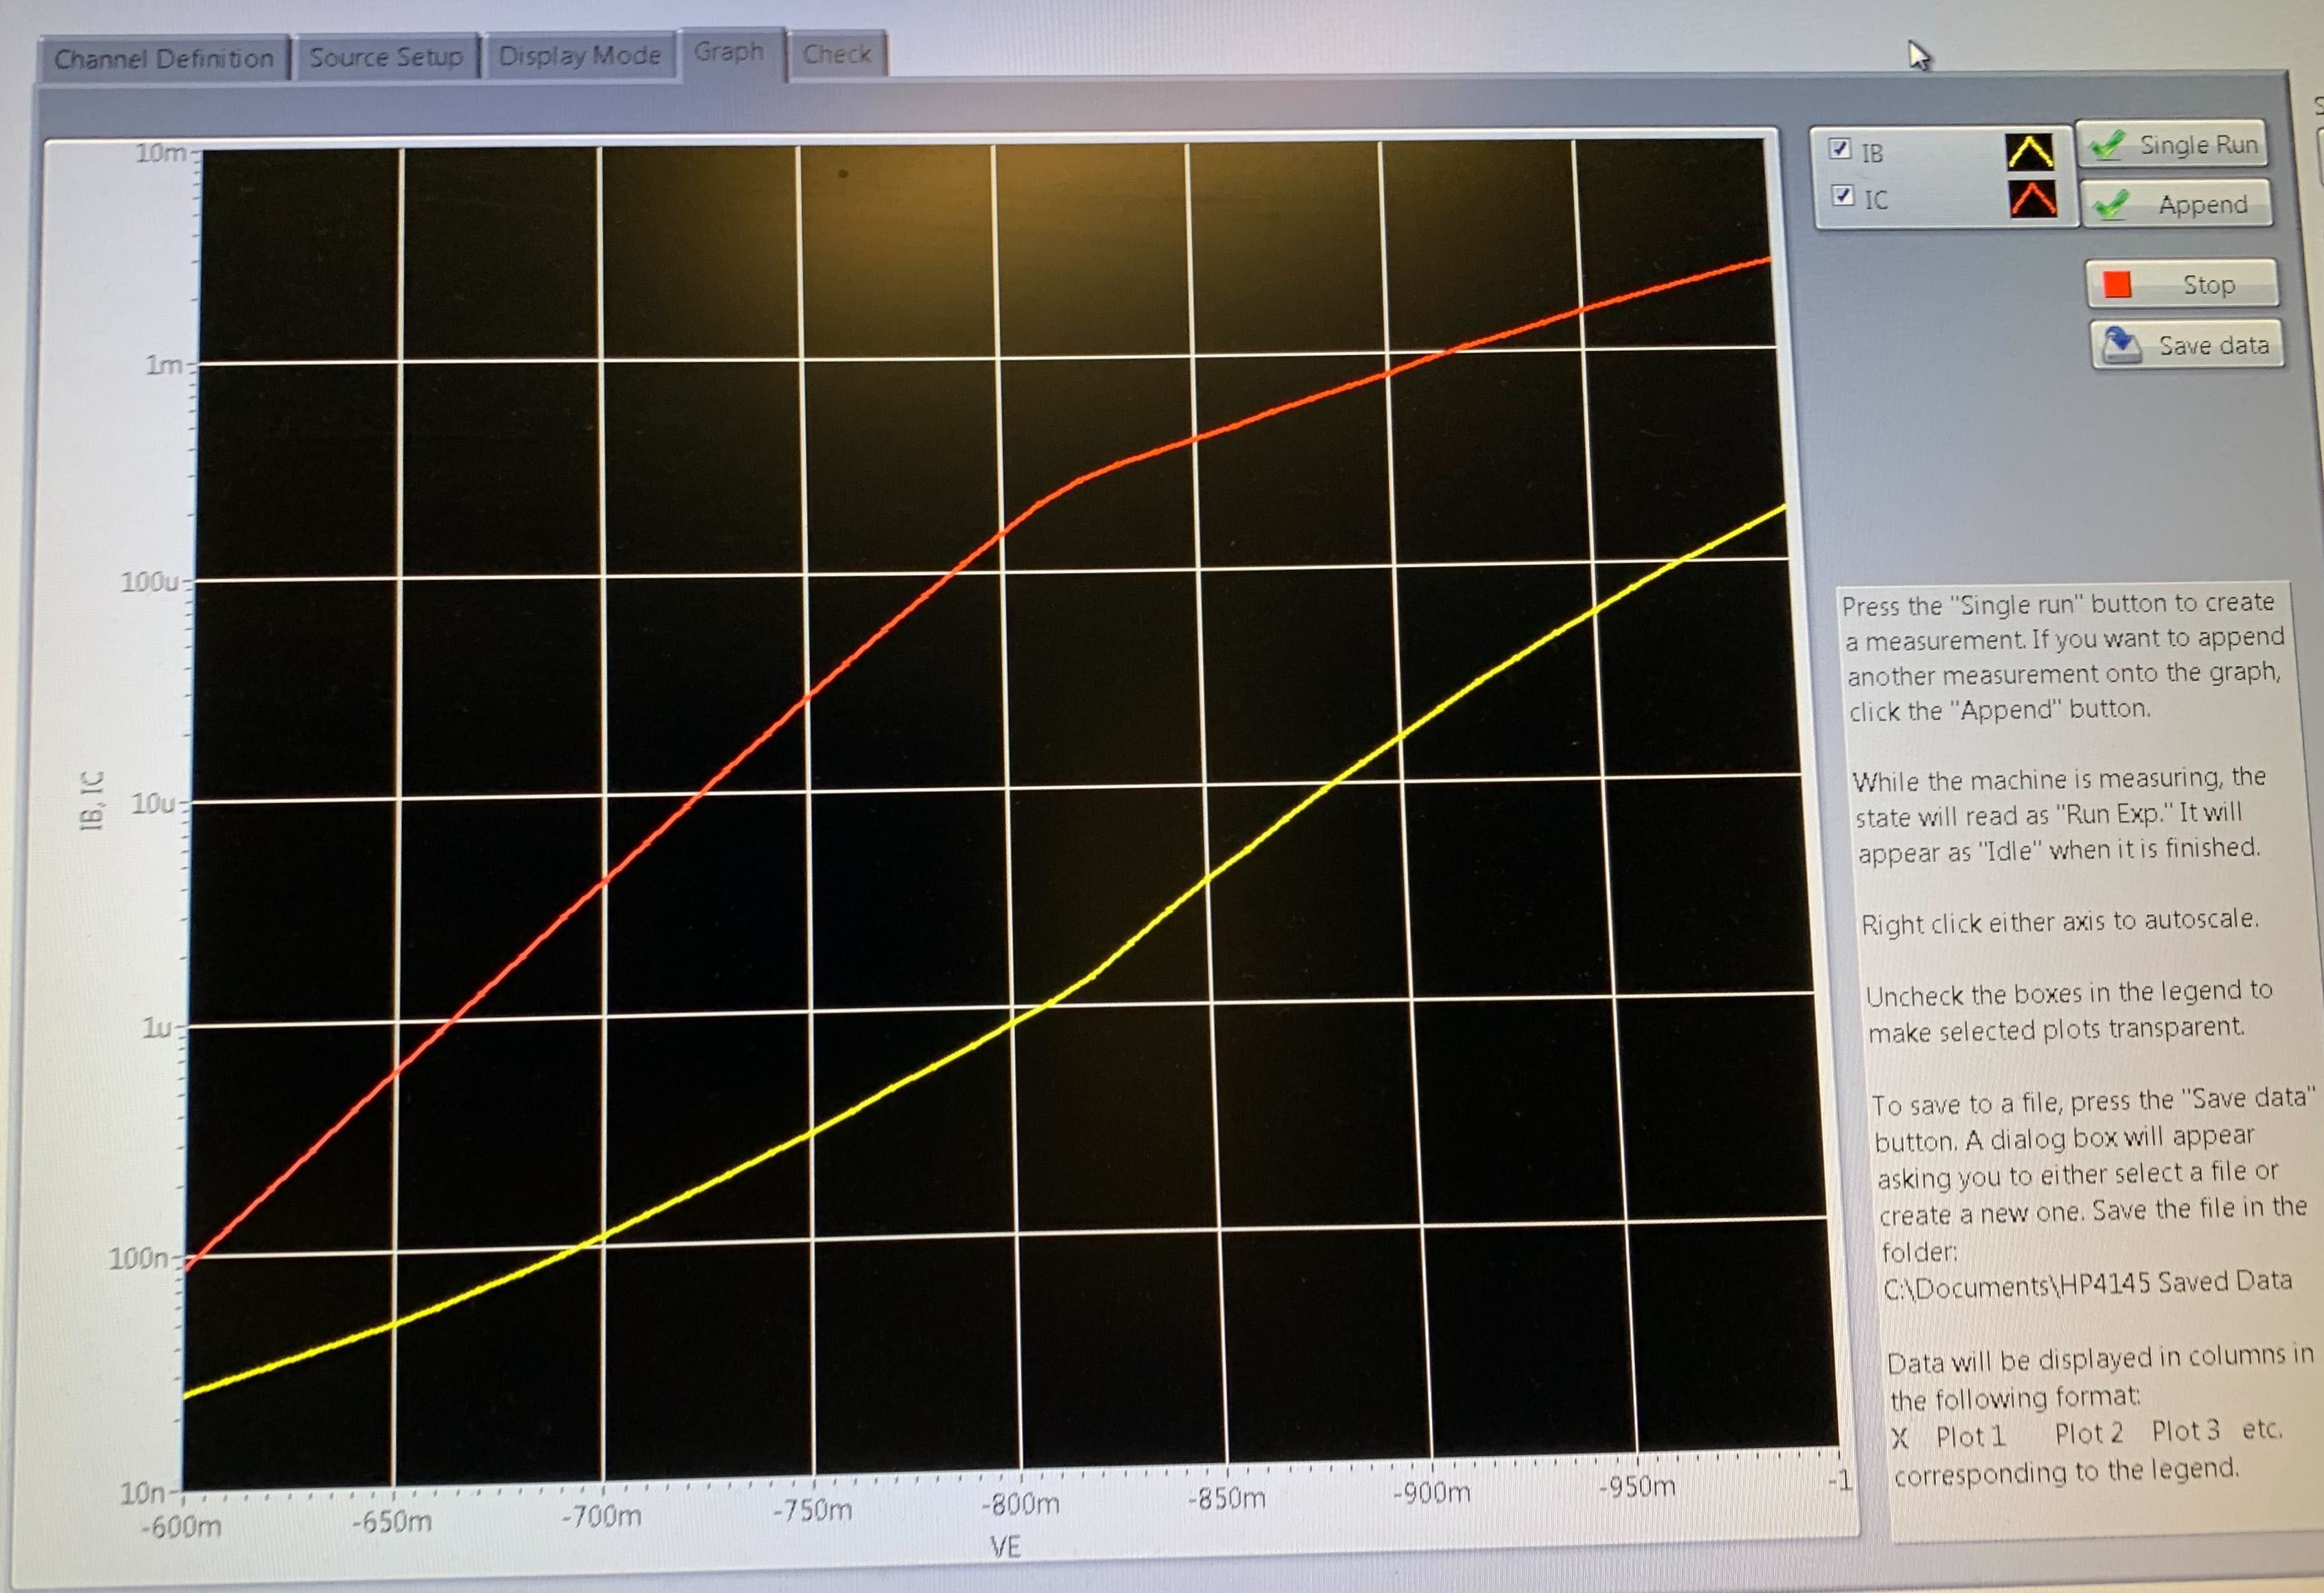 Channel Definition
Source Setup
Display Mode
Graph
Check
IB
IC
Single Run
Append
Stop
Save data
10m
1m
100u
10u
1u
100n
10n
IB, IC
-600m
-650m
-700m
-750m
-800m
-850m
-900m
-950m
-1
VE
Press the "Single run" button to create
a measurement. If you want to append
another measurement onto the graph,
click the "Append" button.
While the machine is measuring, the
state will read as "Run Exp." It will
appear as "Idle" when it is finished.
Right click either axis to autoscale.
Uncheck the boxes in the legend to
make selected plots transparent.
To save to a file, press the "Save data"
button. A dialog box will appear
asking you to either select a file or
create a new one. Save the file in the
folder:
C:\Documents\HP4145 Saved Data
Data will be displayed in columns in
the following format:
X Plot 1 Plot 2 Plot 3 etc.
corresponding to the legend.